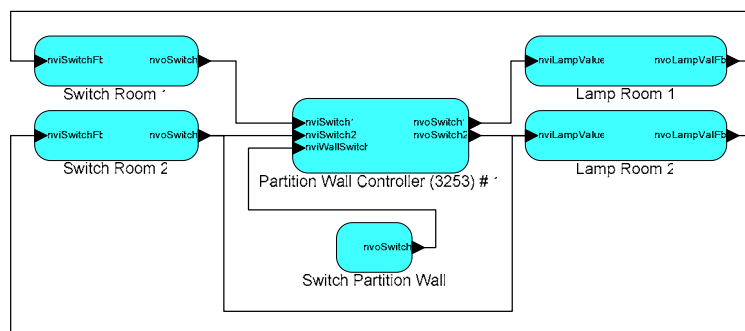 nviSwitchFb nvoSwitch
Switch Room 1
nviLampValue nvoLampValFb
Lamp Room 1
nviSwitchFb nvoSwitch
Switch Room 2
nviSwitch1 nvoSwitch1
nviSwitch2 nvoSwitch2
nviWallSwitch
Partition Wall Controller (3253) # 1
nviLampValue nvoLampValFb
Lamp Room 2
nvoSwitch
Switch Partition Wall